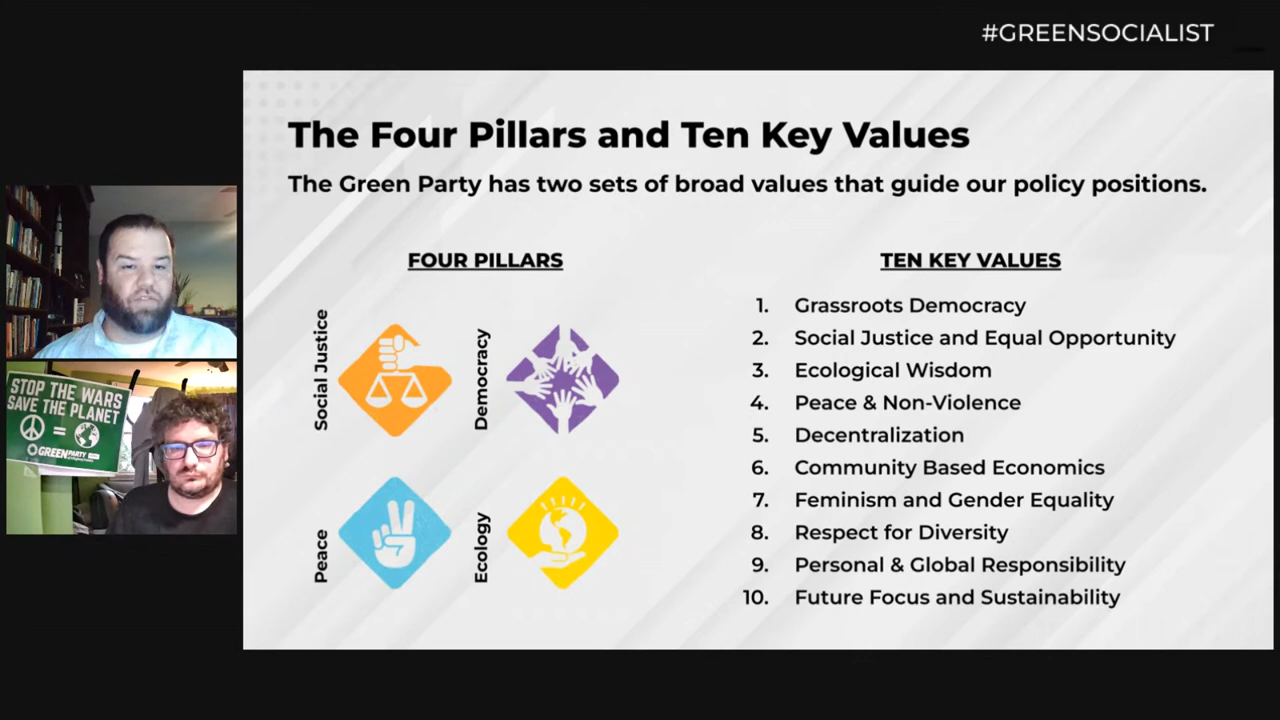 #GREENSOCIALIST
The Four Pillars and Ten Key Values
The Green Party has two sets of broad values that guide our policy positions.
FOUR PILLARS
Social Justice
Democracy
Peace
Ecology
TEN KEY VALUES
1. Grassroots Democracy
2. Social Justice and Equal Opportunity
3. Ecological Wisdom
4. Peace & Non-Violence
5. Decentralization
6. Community Based Economics
7. Feminism and Gender Equality
8. Respect for Diversity
9. Personal & Global Responsibility
10. Future Focus and Sustainability
STOP THE WARS
SAVE THE PLANET
=
GREENPARTY